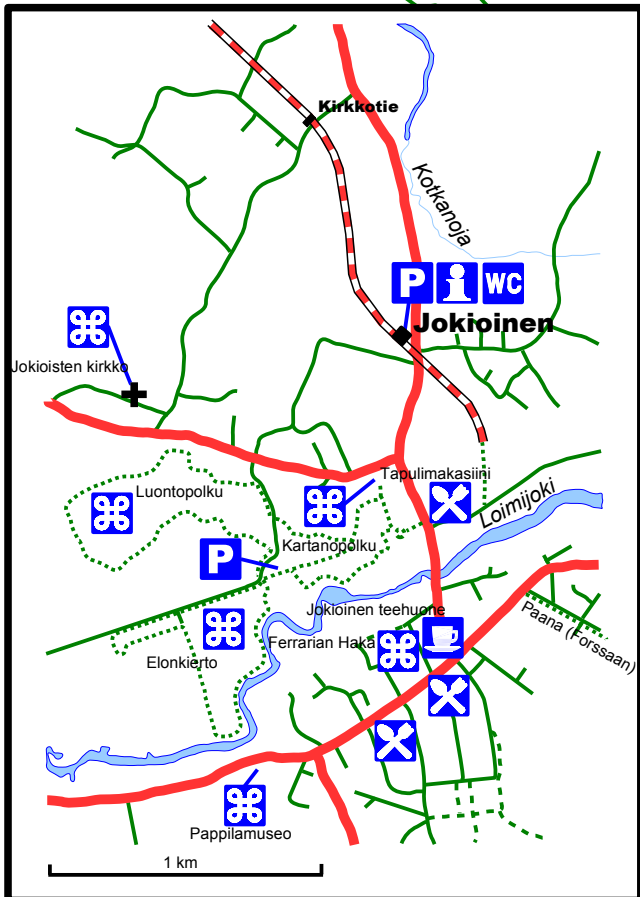 Kirkkotie
Kotkanoja
P
i
WC
Jokioinen
Jokioisten kirkko
Tapulimakasiini
Luontopolku
Loimijoki
Kartanopolku
P
Jokioinen teehuone
Paana (Forssaan)
Ferrarian Haka
Elonkierto
Pappilamuseo
1 km